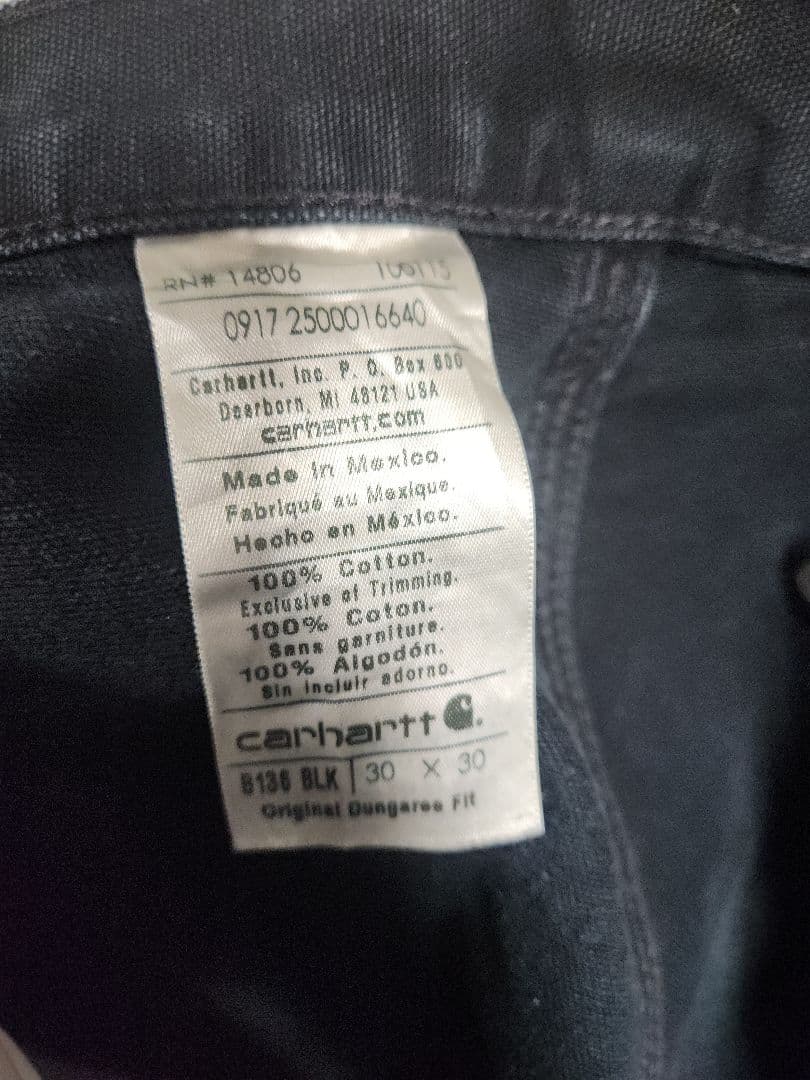 RN# 14806 100115
0917 2500016640
Carhartt, Inc. P. O. Box 600
Dearborn, MI 48121 USA
carhartt.com
Made in Mexico.
Fabriqué au Mexique.
Hecho en México.
100% Cotton.
Exclusive of Trimming.
100% Coton.
Sans garniture.
100% Algodón.
Sin incluir adorno.
carhartt
B136 BLK 30 X 30
Original Dungaree Fit